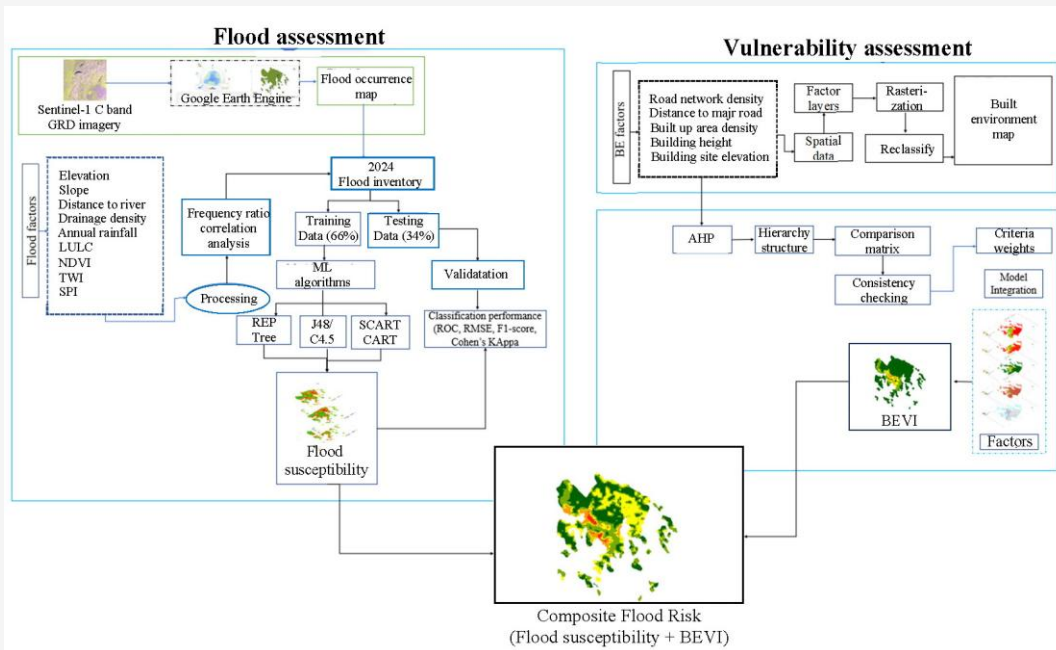 Flood assessment
Sentinel-1 C band
GRD imagery
Google Earth Engine
Flood occurrence
map
Flood factors
Elevation
Slope
Distance to river
Drainage density
Annual rainfall
LULC
NDVI
TWI
SPI
Processing
Frequency ratio
correlation
analysis
2024
Flood inventory
Training
Data (66%)
Testing
Data (34%)
ML
algorithms
REP
Tree
J48/
C4.5
SCART
CART
Validatation
Classification performance
(ROC, RMSE, F1-score,
Cohen's KAppa
Flood
susceptibility
Vulnerability assessment
BE factors
Road network density
Distance to majr road
Built up area density
Building height
Building site elevation
Factor
layers
Spatial
data
Rasteri-
zation
Reclassify
Built
environment
map
AHP
Hierarchy
structure
Comparison
matrix
Consistency
checking
Criteria
weights
Model
Integration
Factors
BEVI
Composite Flood Risk
(Flood susceptibility + BEVI)